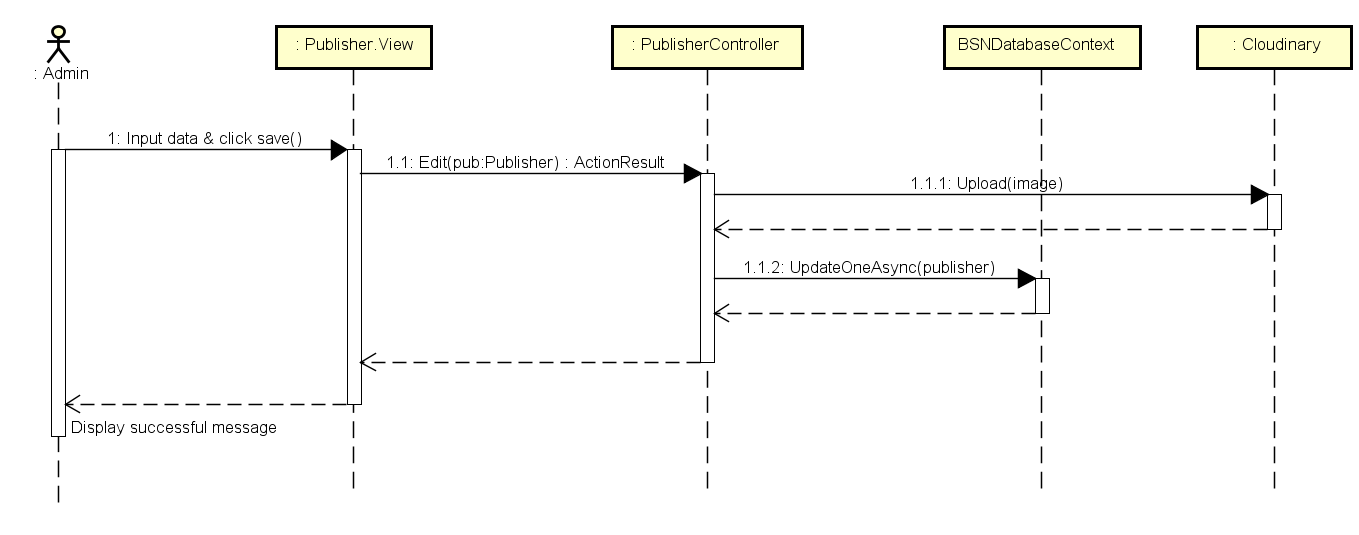 : Admin
: Publisher.View
: PublisherController
BSNDatabaseContext
: Cloudinary
1: Input data & click save()
1.1: Edit(pub:Publisher) : ActionResult
1.1.1: Upload(image)
1.1.2: UpdateOneAsync(publisher)
Display successful message